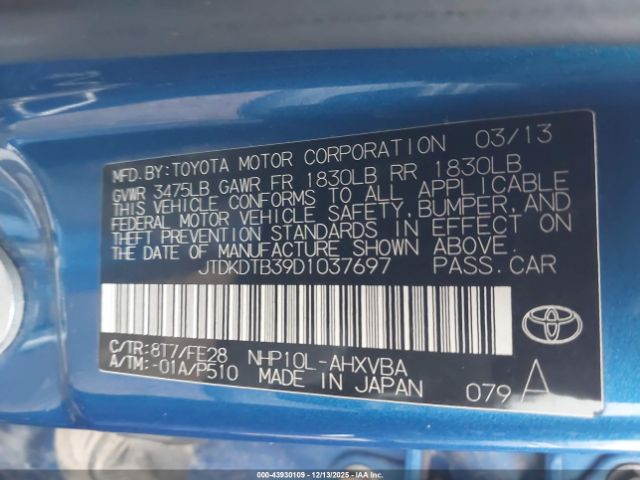 MFD. BY: TOYOTA MOTOR CORPORATION 03/13
GVWR 3475LB GAWR FR 1830LB RR 1830LB
THIS VEHICLE CONFORMS TO ALL APPLICABLE
FEDERAL MOTOR VEHICLE SAFETY, BUMPER, AND
THEFT PREVENTION STANDARDS IN EFFECT ON
THE DATE OF MANUFACTURE SHOWN ABOVE.
JTDKDTB39D1037697 PASS. CAR
C/TR: 8T7/FE28 NHP10L-AHXVBA
A/TM: -01A/P510 MADE IN JAPAN 079 A
000-43930109 | 12/13/2025 | IAAI.COM